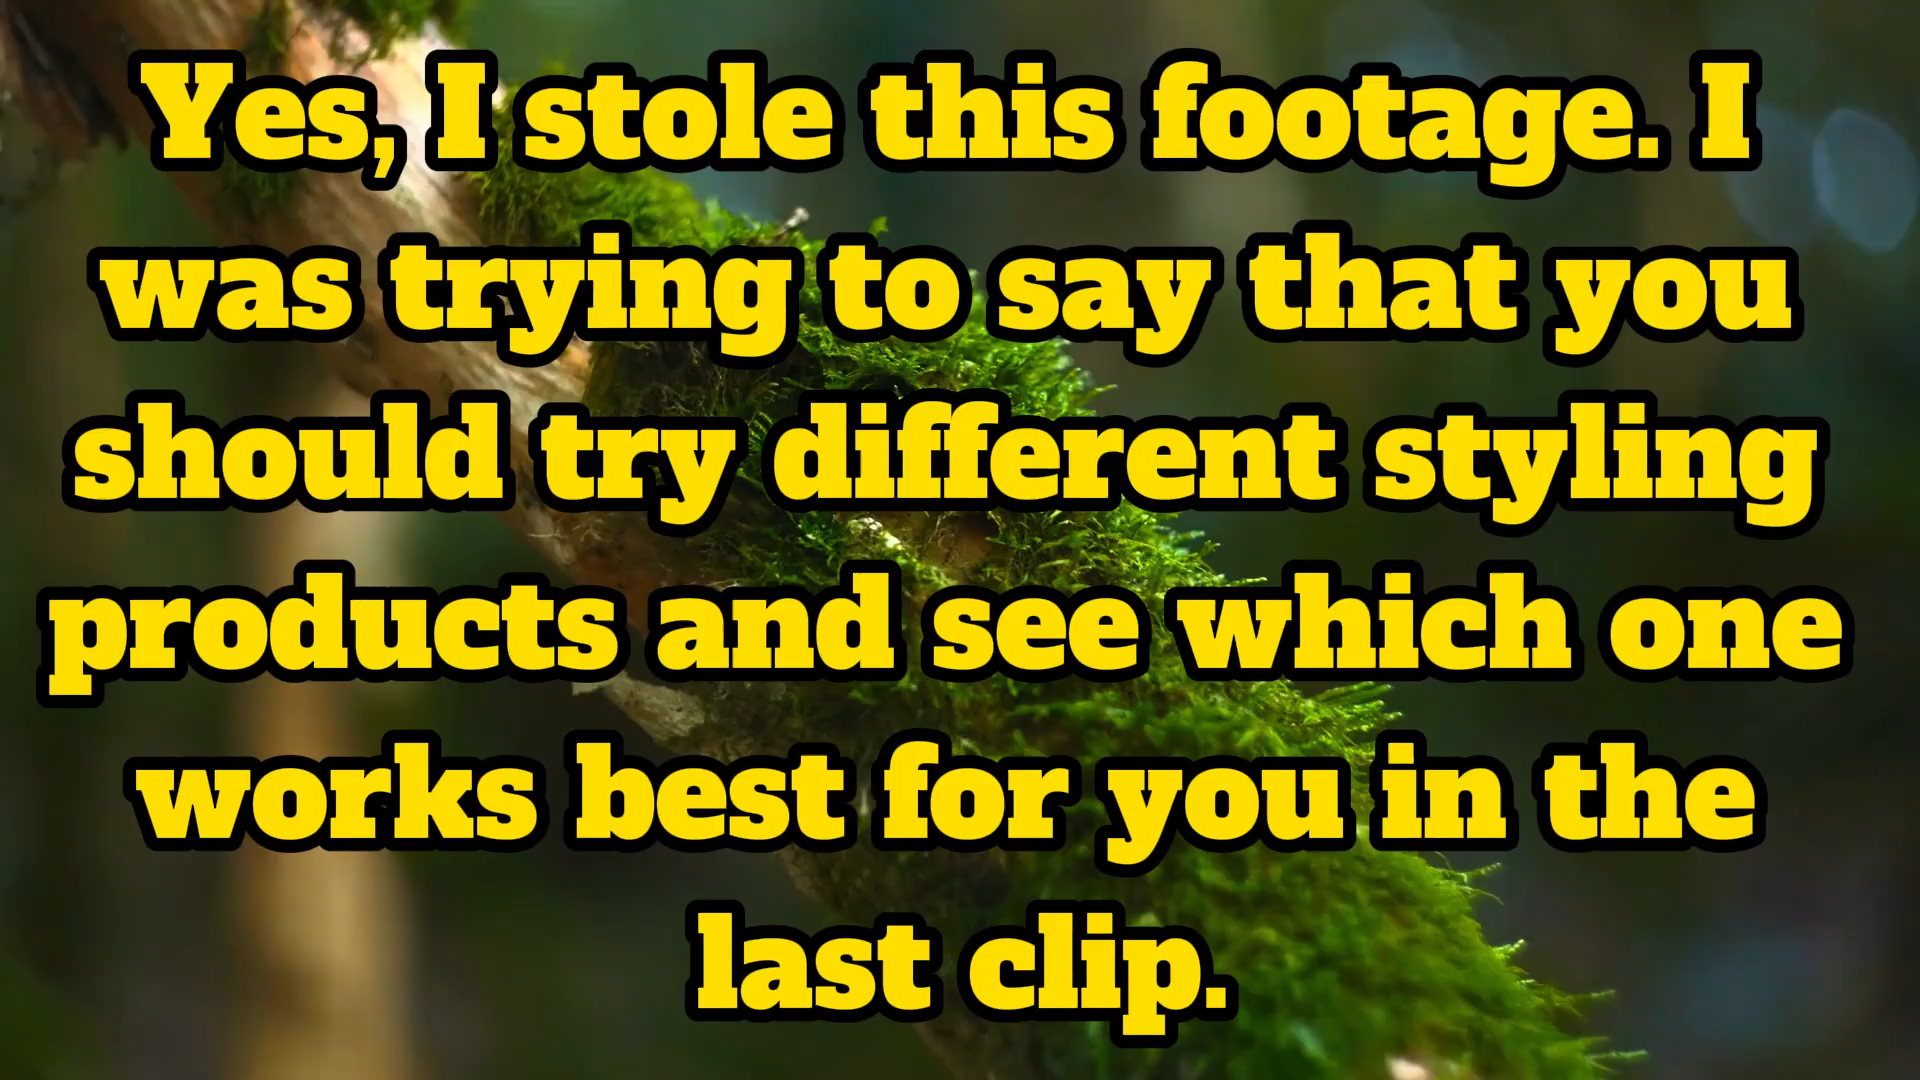 Yes, I stole this footage. I
was trying to say that you
should try different styling
products and see which one
works best for you in the
last clip.